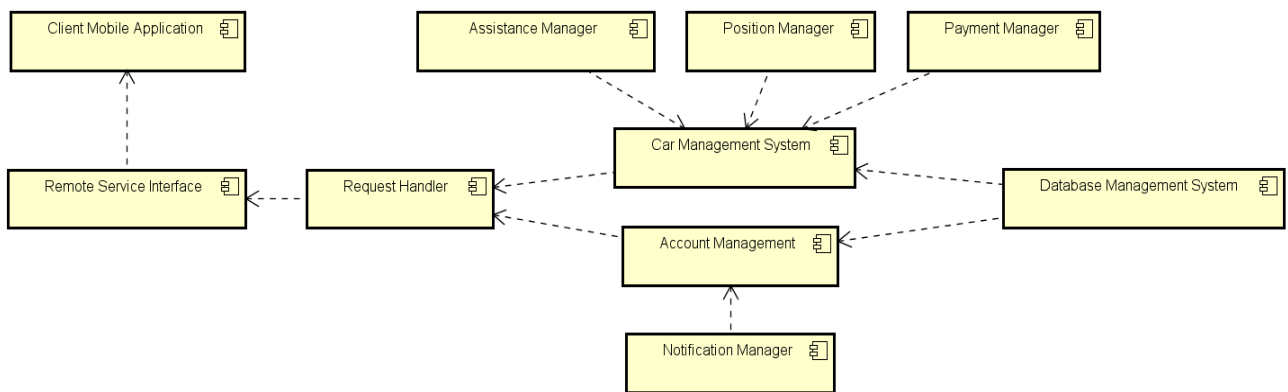 Client Mobile Application
Assistance Manager
Position Manager
Payment Manager
Car Management System
Remote Service Interface
Request Handler
Database Management System
Account Management
Notification Manager